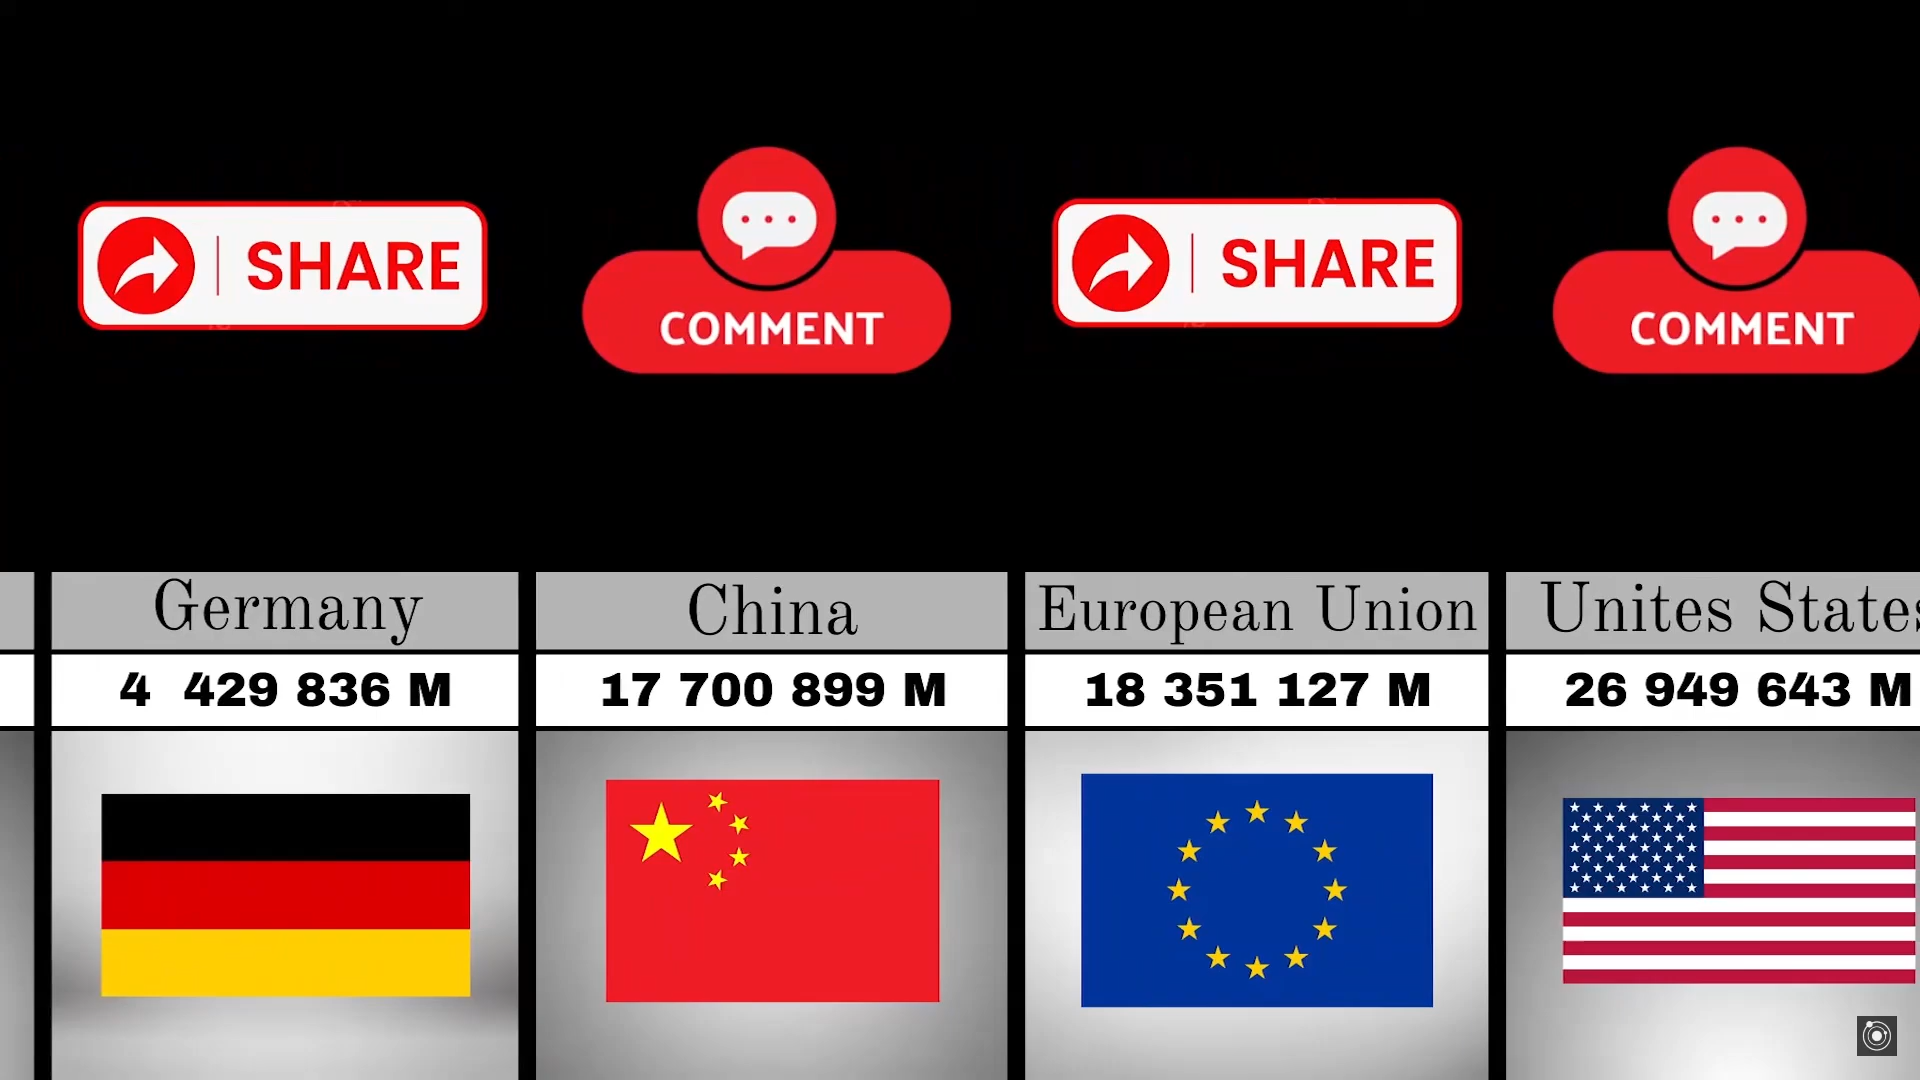 SHARE
COMMENT
SHARE
COMMENT
Germany
China
European Union
Unites States
4 429 836 M
17 700 899 M
18 351 127 M
26 949 643 M